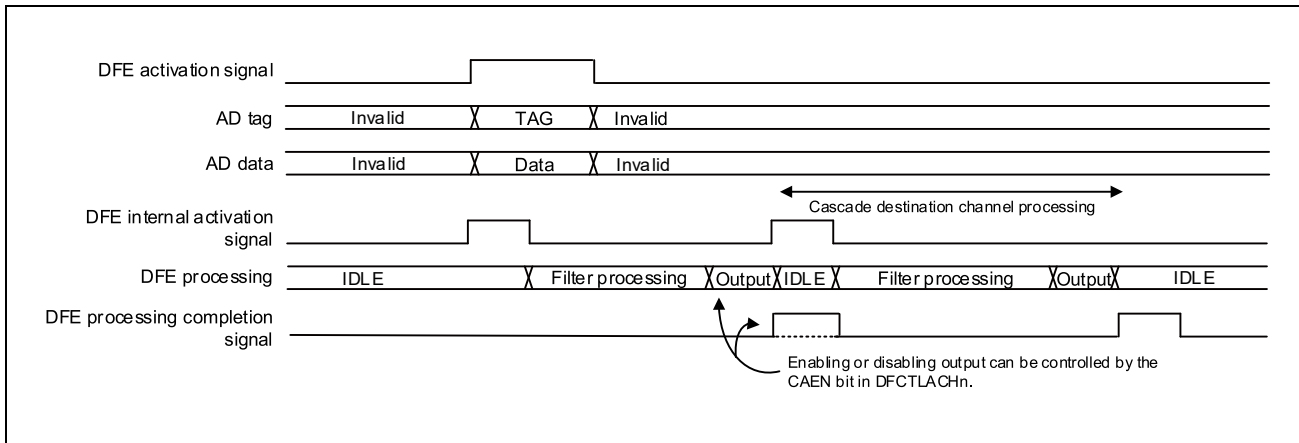 DFE activation signal
AD tag
Invalid TAG Invalid
AD data
Invalid Data Invalid
Cascade destination channel processing
DFE internal activation
signal
DFE processing
IDLE Filter processing Output IDLE Filter processing Output IDLE
DFE processing completion
signal
Enabling or disabling output can be controlled by the
CAEN bit in DFCTLACHn.